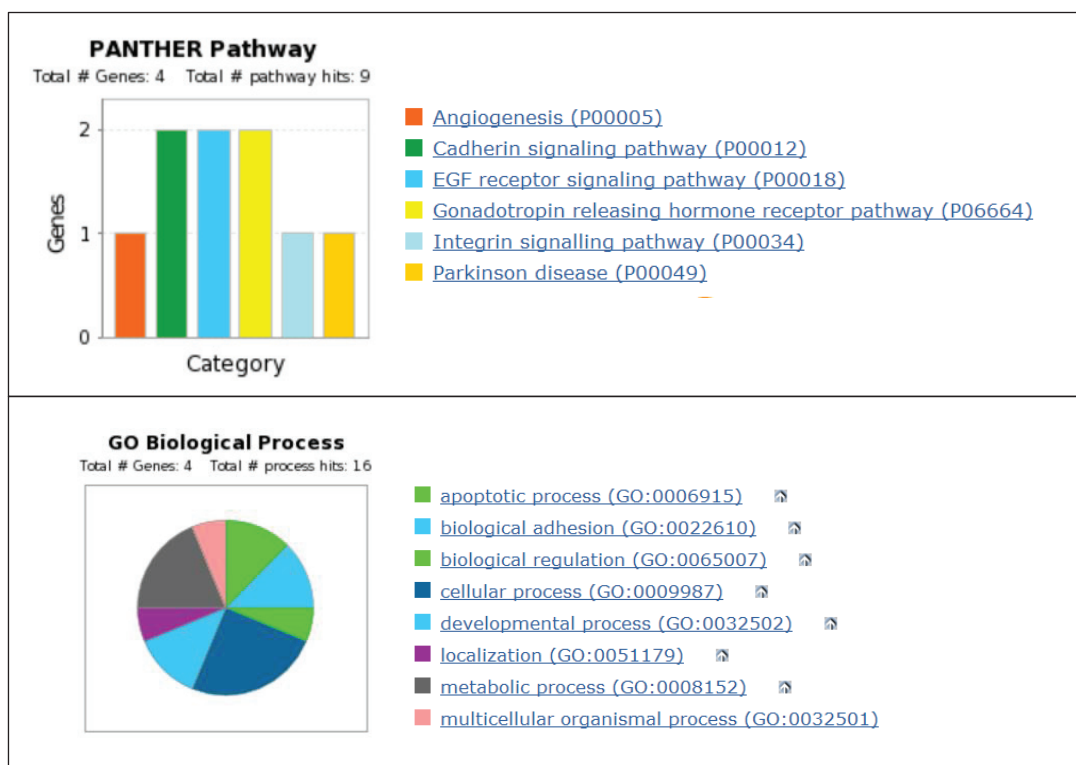 PANTHER Pathway
Total # Genes: 4 Total # pathway hits: 9
2
1
0
Genes
Category
Angiogenesis (P00005)
Cadherin signaling pathway (P00012)
EGF receptor signaling pathway (P00018)
Gonadotropin releasing hormone receptor pathway (P06664)
Integrin signalling pathway (P00034)
Parkinson disease (P00049)
GO Biological Process
Total # Genes: 4 Total # process hits: 16
apoptotic process (GO:0006915)
biological adhesion (GO:0022610)
biological regulation (GO:0065007)
cellular process (GO:0009987)
developmental process (GO:0032502)
localization (GO:0051179)
metabolic process (GO:0008152)
multicellular organismal process (GO:0032501)